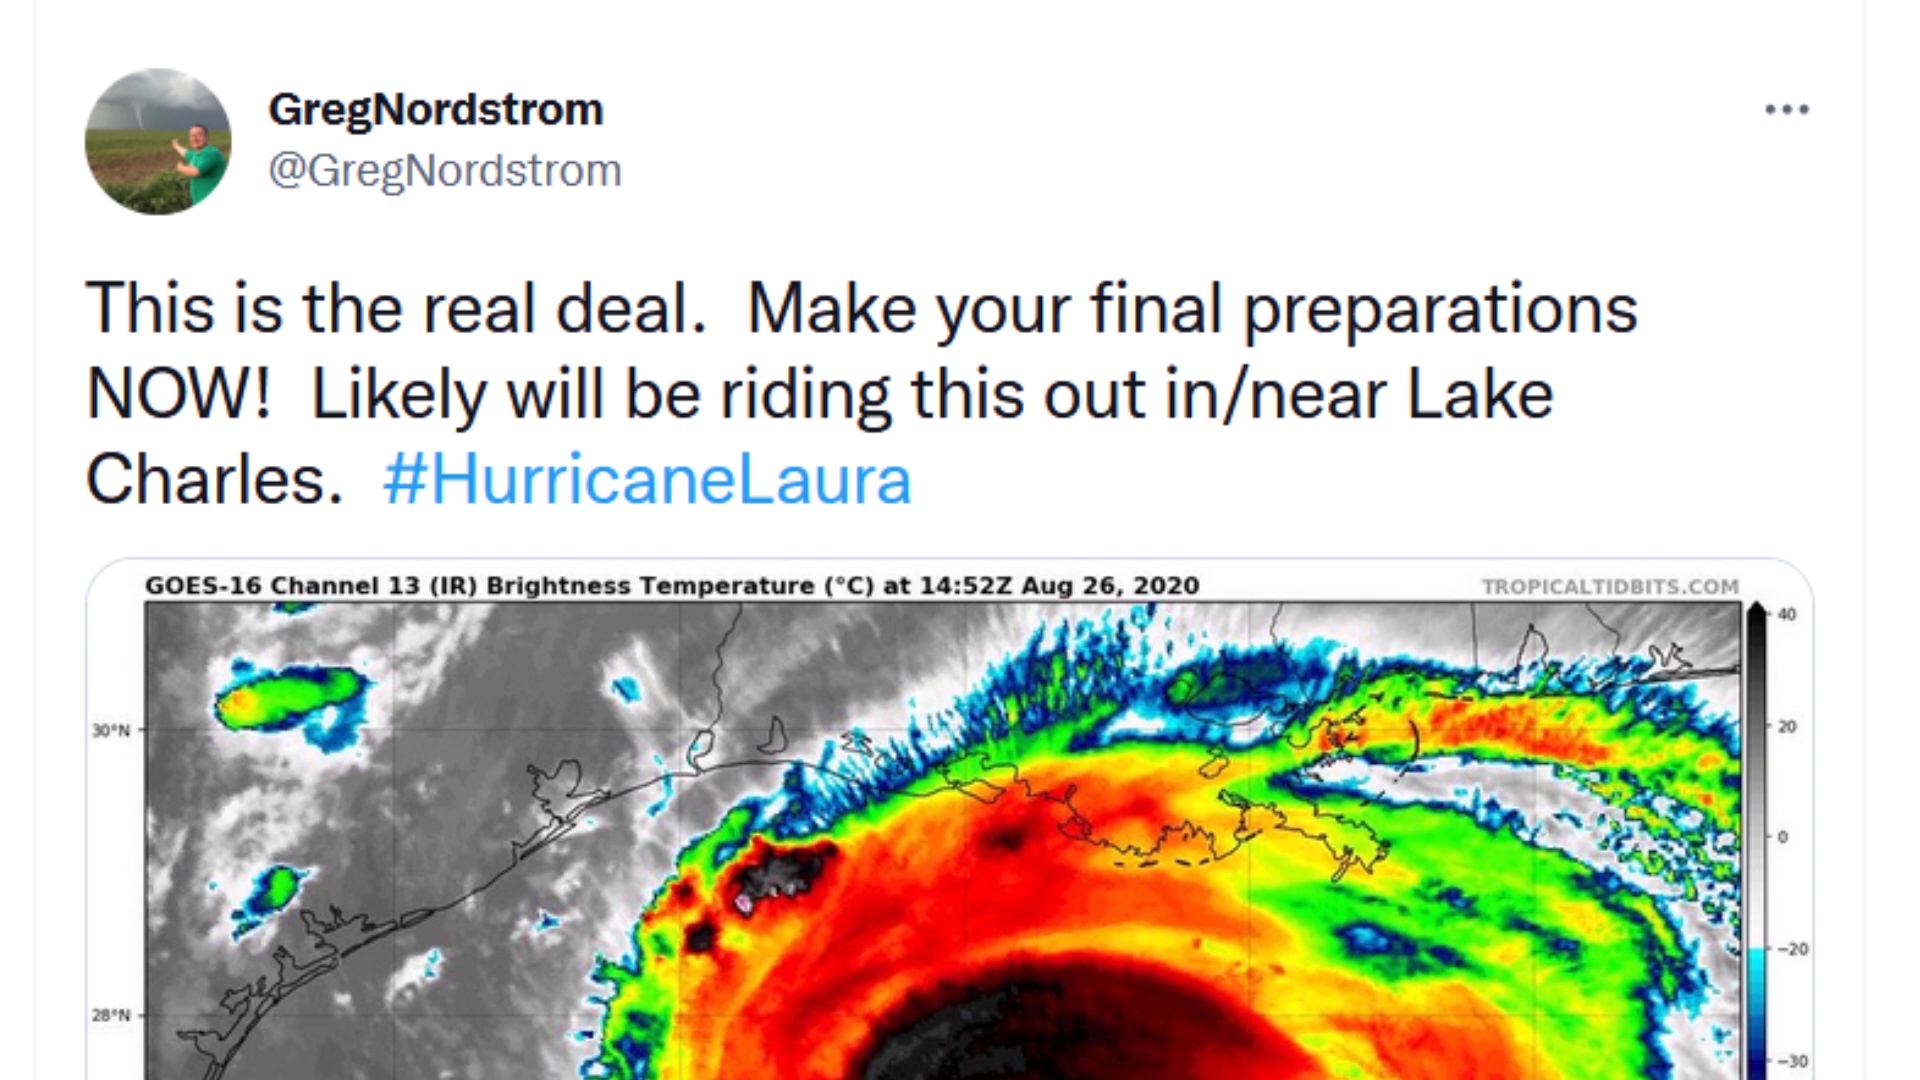 GregNordstrom
@GregNordstrom
This is the real deal.  Make your final preparations
NOW!  Likely will be riding this out in/near Lake
Charles.  #HurricaneLaura
GOES-16 Channel 13 (IR) Brightness Temperature (°C) at 14:52Z Aug 26, 2020
TROPICALTIDBITS.COM
40
30°N
20
0
-20
28°N
-30